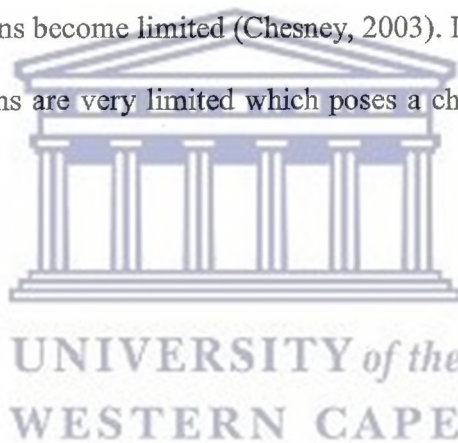 ns become limited (Chesney, 2003). I
ns are very limited which poses a ch
UNIVERSITY of the
WESTERN CAPE